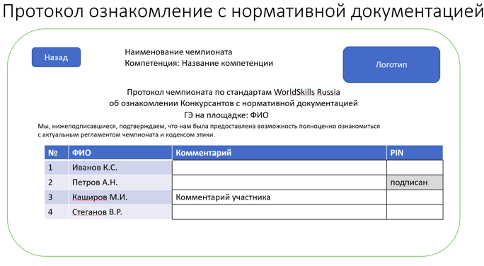 Протокол ознакомление с нормативной документацией
Назад
Наименование чемпионата
Компетенция: Название компетенции
Логотип
Протокол чемпионата по стандартам WorldSkills Russia
об ознакомлении Конкурсантов с нормативной документацией
ГЭ на площадке: ФИО
Мы, нижеподписавшиеся, подтверждаем, что нам была предоставлена возможность полноценно ознакомиться
с актуальным регламентом чемпионата и кодексом этики.
№ ФИО Комментарий PIN
1 Иванов К.С.
2 Петров А.Н. подписан
3 Каширов М.И. Комментарий участника
4 Стеганов В.Р.